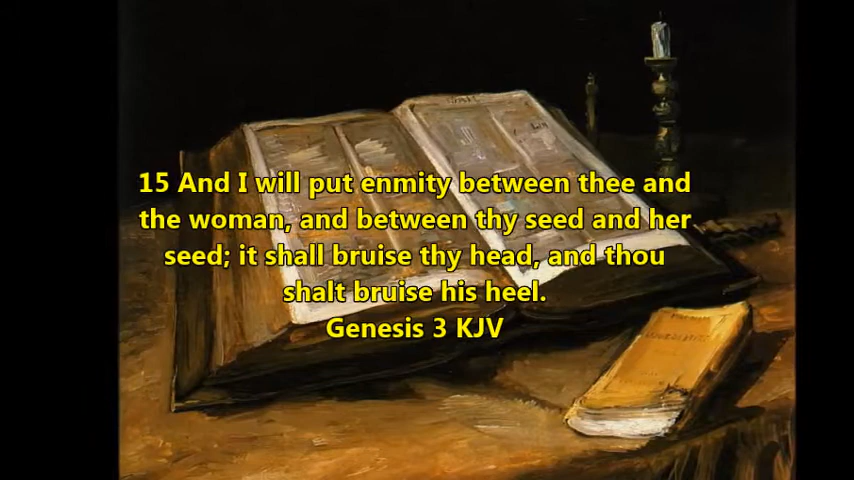 15 And I will put enmity between thee and
the woman, and between thy seed and her
seed; it shall bruise thy head, and thou
shalt bruise his heel.
Genesis 3 KJV